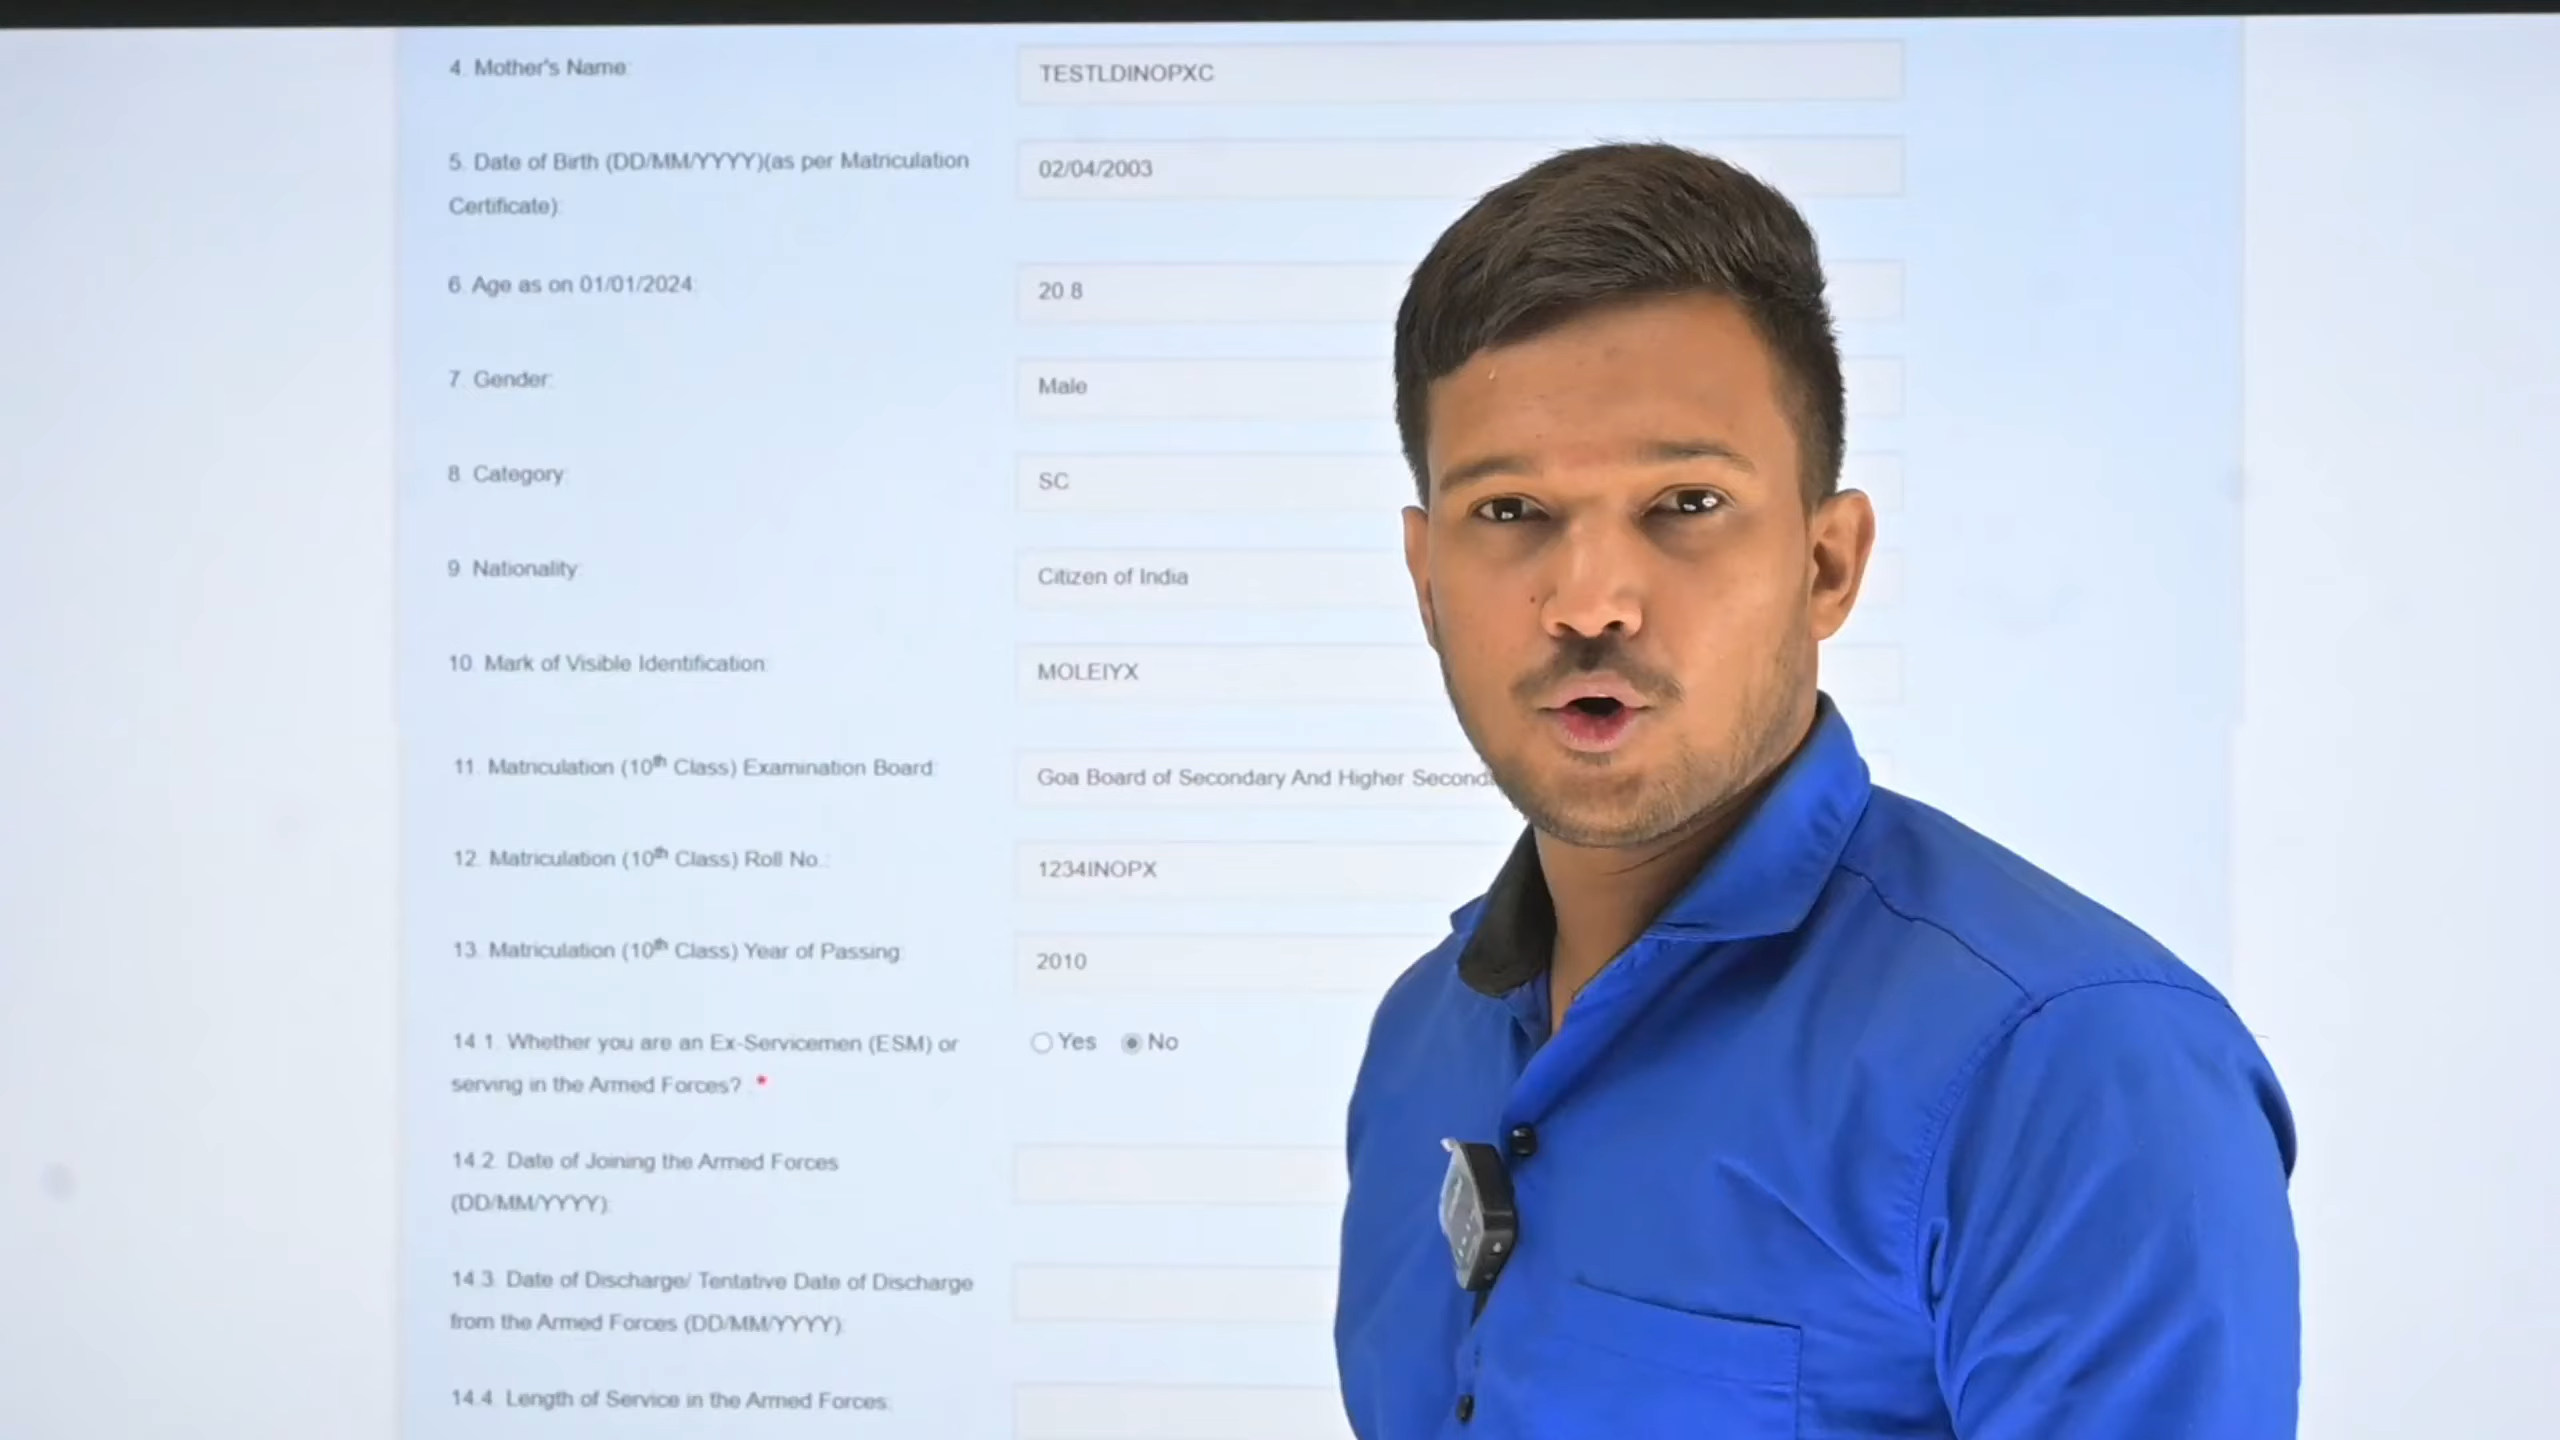 4. Mother's Name:
TESTLDINOPXC
5. Date of Birth (DD/MM/YYYY)(as per Matriculation
Certificate):
02/04/2003
6. Age as on 01/01/2024:
20.8
7. Gender:
Male
8. Category:
SC
9. Nationality:
Citizen of India
10. Mark of Visible Identification:
MOLEIYX
11. Matriculation (10th Class) Examination Board:
Goa Board of Secondary And Higher
12. Matriculation (10th Class) Roll No.:
1234INOPX
13. Matriculation (10th Class) Year of Passing:
2010
14.1. Whether you are an Ex-Servicemen (ESM) or
serving in the Armed Forces? : *
Yes No
14.2. Date of Joining the Armed Forces
(DD/MM/YYYY):
14.3. Date of Discharge/ Tentative Date of Discharge
from the Armed Forces (DD/MM/YYYY):
14.4. Length of Service in the Armed Forces: